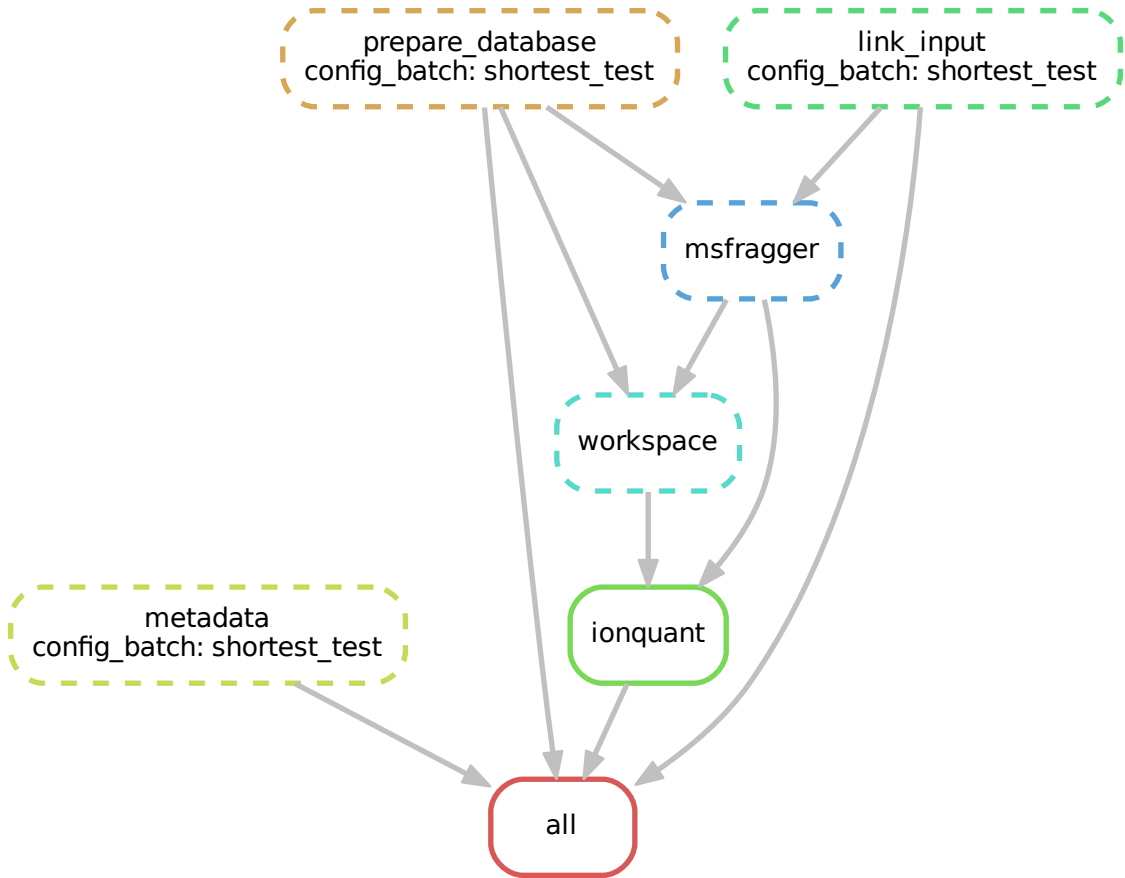 prepare_database
config_batch: shortest_test
link_input
config_batch: shortest_test
msfragger
workspace
metadata
config_batch: shortest_test
ionquant
all